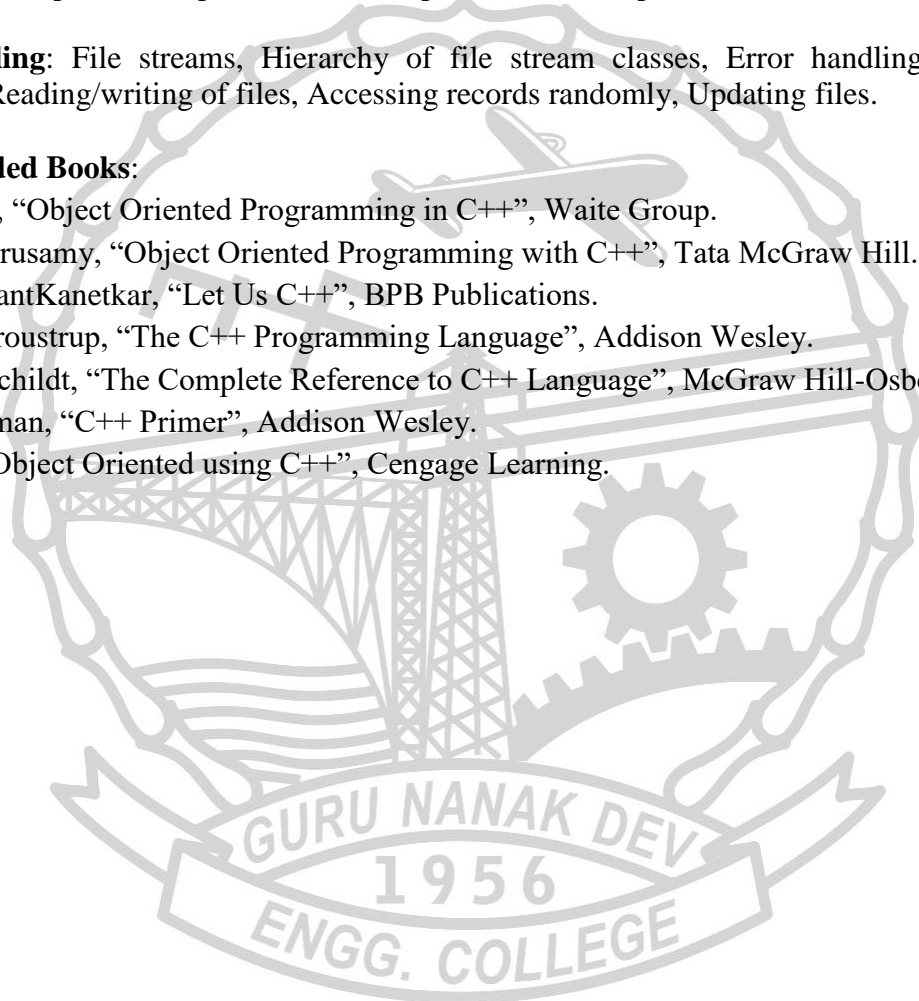 ling: File streams, Hierarchy of file stream classes, Error handling
Reading/writing of files, Accessing records randomly, Updating files.
ded Books:
, “Object Oriented Programming in C++”, Waite Group.
rusamy, “Object Oriented Programming with C++”, Tata McGraw Hill.
antKanetkar, “Let Us C++”, BPB Publications.
roustrup, “The C++ Programming Language”, Addison Wesley.
childt, “The Complete Reference to C++ Language”, McGraw Hill-Osbo
man, “C++ Primer”, Addison Wesley.
Object Oriented using C++”, Cengage Learning.
GURU NANAK DEV
1956
ENGG. COLLEGE